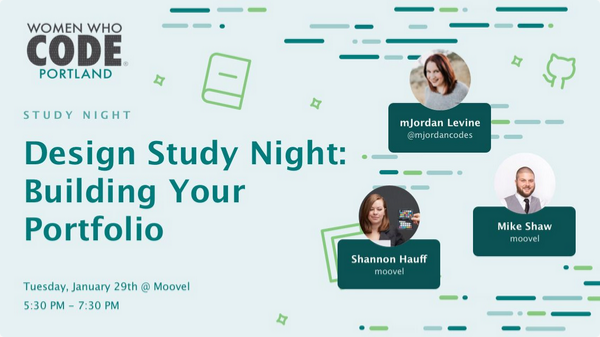 WOMEN WHO
CODE®
PORTLAND
STUDY NIGHT
Design Study Night:
Building Your
Portfolio
Tuesday, January 29th @ Moovel
5:30 PM – 7:30 PM
mJordan Levine
@mjordancodes
Mike Shaw
moovel
Shannon Hauff
moovel